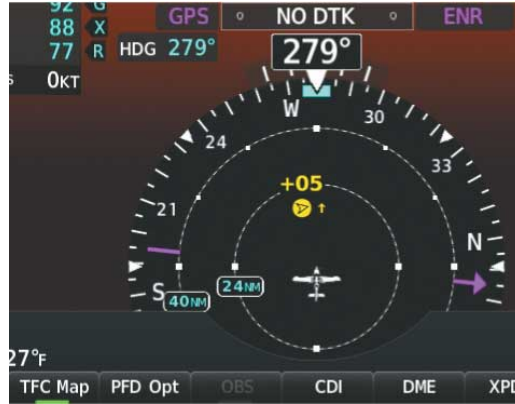 92 G
88 X
77 R
GPS NO DTK ENR
HDG 279°
279°
0KT
W
24
30
21
33
+05
N
S
40NM
24NM
27°F
TFC Map PFD Opt OBS CDI DME